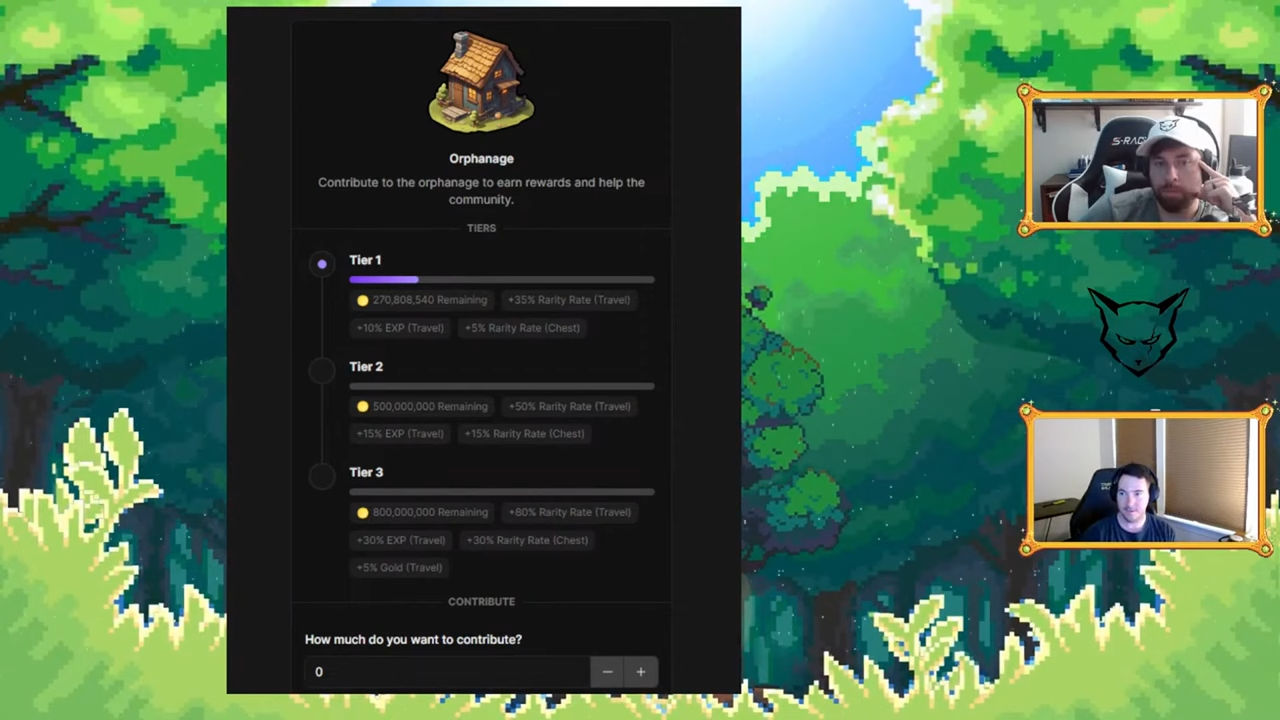 Orphanage
Contribute to the orphanage to earn rewards and help the
community.
TIERS
Tier 1
270,808,540 Remaining
+35% Rarity Rate (Travel)
+10% EXP (Travel)
+5% Rarity Rate (Chest)
Tier 2
500,000,000 Remaining
+50% Rarity Rate (Travel)
+15% EXP (Travel)
+15% Rarity Rate (Chest)
Tier 3
800,000,000 Remaining
+80% Rarity Rate (Travel)
+30% EXP (Travel)
+30% Rarity Rate (Chest)
+5% Gold (Travel)
CONTRIBUTE
How much do you want to contribute?
0